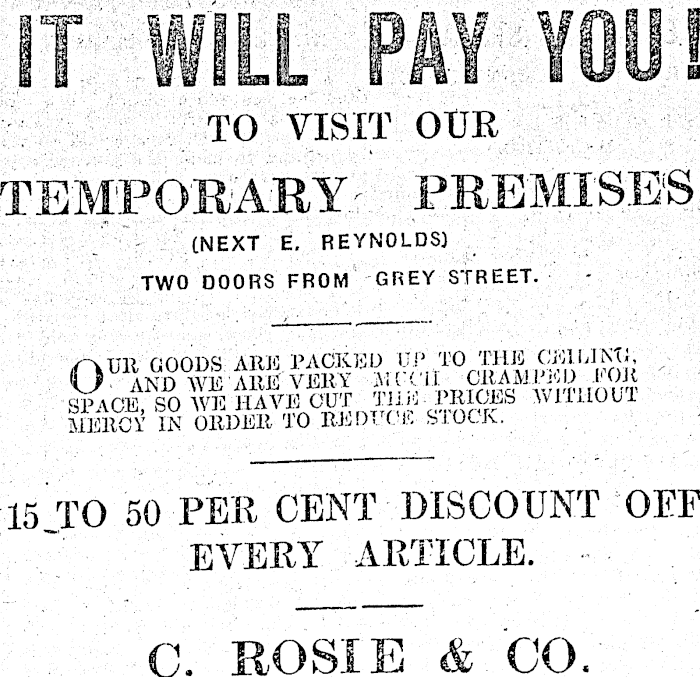 IT WILL PAY YOU!
TO VISIT OUR
TEMPORARY PREMISES
(NEXT E. REYNOLDS)
TWO DOORS FROM GREY STREET.
OUR GOODS ARE PACKED UP TO THE CEILING,
AND WE ARE VERY MUCH CRAMPED FOR
SPACE, SO WE HAVE CUT THE PRICES WITHOUT
MERCY IN ORDER TO REDUCE STOCK.
15 TO 50 PER CENT DISCOUNT OFF
EVERY ARTICLE.
C. ROSIE & CO.